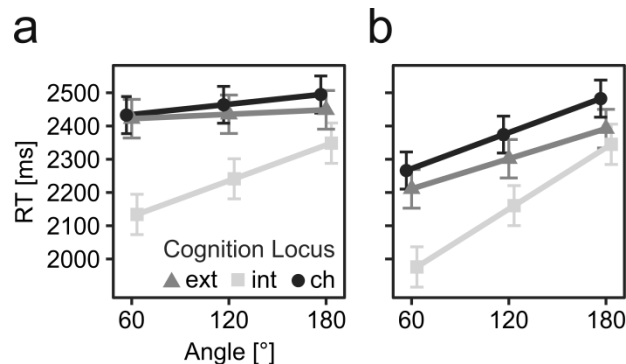 a
b
2500
2400
2300
2200
2100
2000
RT [ms]
Cognition Locus
ext int ch
60 120 180
60 120 180
Angle [°]